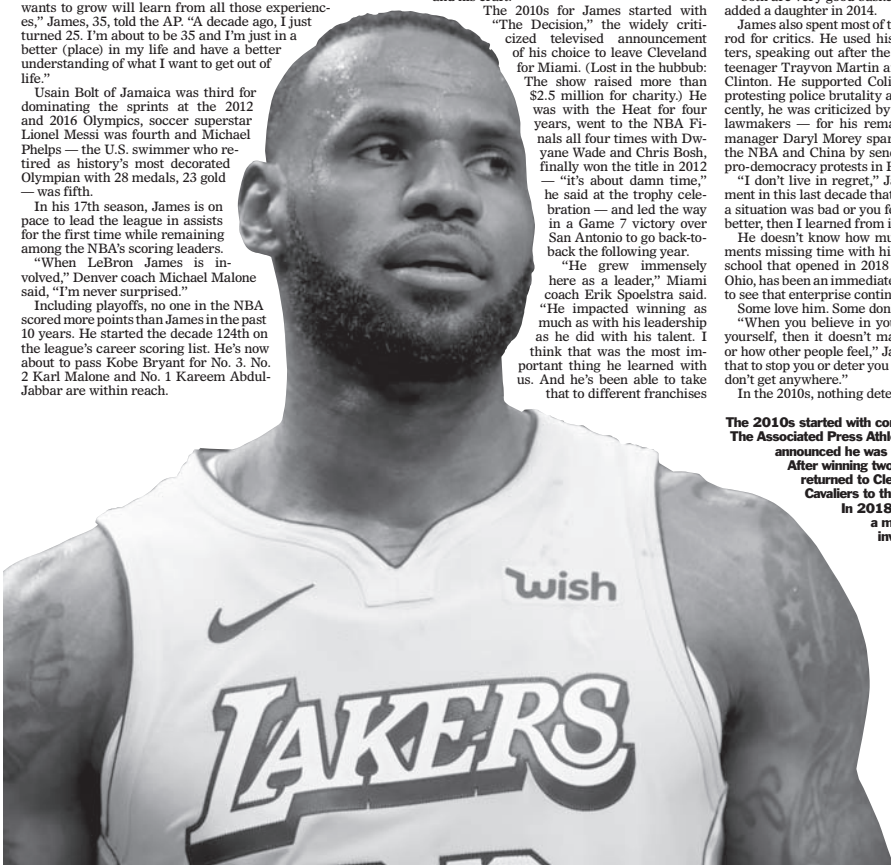 wants to grow will learn from all those experienc-
es,” James, 35, told the AP. “A decade ago, I just
turned 25. I’m about to be 35 and I’m just in a
better (place) in my life and have a better
understanding of what I want to get out of
life.”
Usain Bolt of Jamaica was third for
dominating the sprints at the 2012
and 2016 Olympics, soccer superstar
Lionel Messi was fourth and Michael
Phelps — the U.S. swimmer who re-
tired as history’s most decorated
Olympian with 28 medals, 23 gold
— was fifth.
In his 17th season, James is on
pace to lead the league in assists
for the first time while remaining
among the NBA’s scoring leaders.
“When LeBron James is in-
volved,” Denver coach Michael Malone
said, “I’m never surprised.”
Including playoffs, no one in the NBA
scored more points than James in the past
10 years. He started the decade 124th on
the league’s career scoring list. He’s now
about to pass Kobe Bryant for No. 3. No.
2 Karl Malone and No. 1 Kareem Abdul-
Jabbar are within reach.
The 2010s for James started with
“The Decision,” the widely criti-
cized televised announcement
of his choice to leave Cleveland
for Miami. (Lost in the hubbub:
The show raised more than
$2.5 million for charity.) He
was with the Heat for four
years, went to the NBA Fi-
nals all four times with Dw-
yane Wade and Chris Bosh,
finally won the title in 2012
— “it’s about damn time,”
he said at the trophy cele-
bration — and led the way
in a Game 7 victory over
San Antonio to go back-to-
back the following year.
“He grew immensely
here as a leader,” Miami
coach Erik Spoelstra said.
“He impacted winning as
much as with his leadership
as he did with his talent. I
think that was the most im-
portant thing he learned with
us. And he’s been able to take
that to different franchises
added a daughter in 2014.
James also spent most of t
rod for critics. He used his
ters, speaking out after the
teenager Trayvon Martin a
Clinton. He supported Coli
protesting police brutality a
cently, he was criticized by
lawmakers — for his rema
manager Daryl Morey spar
the NBA and China by sen
pro-democracy protests in H
“I don’t live in regret,” Ja
ment in this last decade that
a situation was bad or you fe
better, then I learned from i
He doesn’t know how mu
ments missing time with hi
school that opened in 2018
Ohio, has been an immediate
to see that enterprise contin
Some love him. Some don
“When you believe in you
yourself, then it doesn’t ma
or how other people feel,” Ja
that to stop you or deter you
don’t get anywhere.”
In the 2010s, nothing dete
The 2010s started with con
The Associated Press Athle
announced he was
After winning two
returned to Cle
Cavaliers to th
In 2018
a m
inv
wish
LAKERS